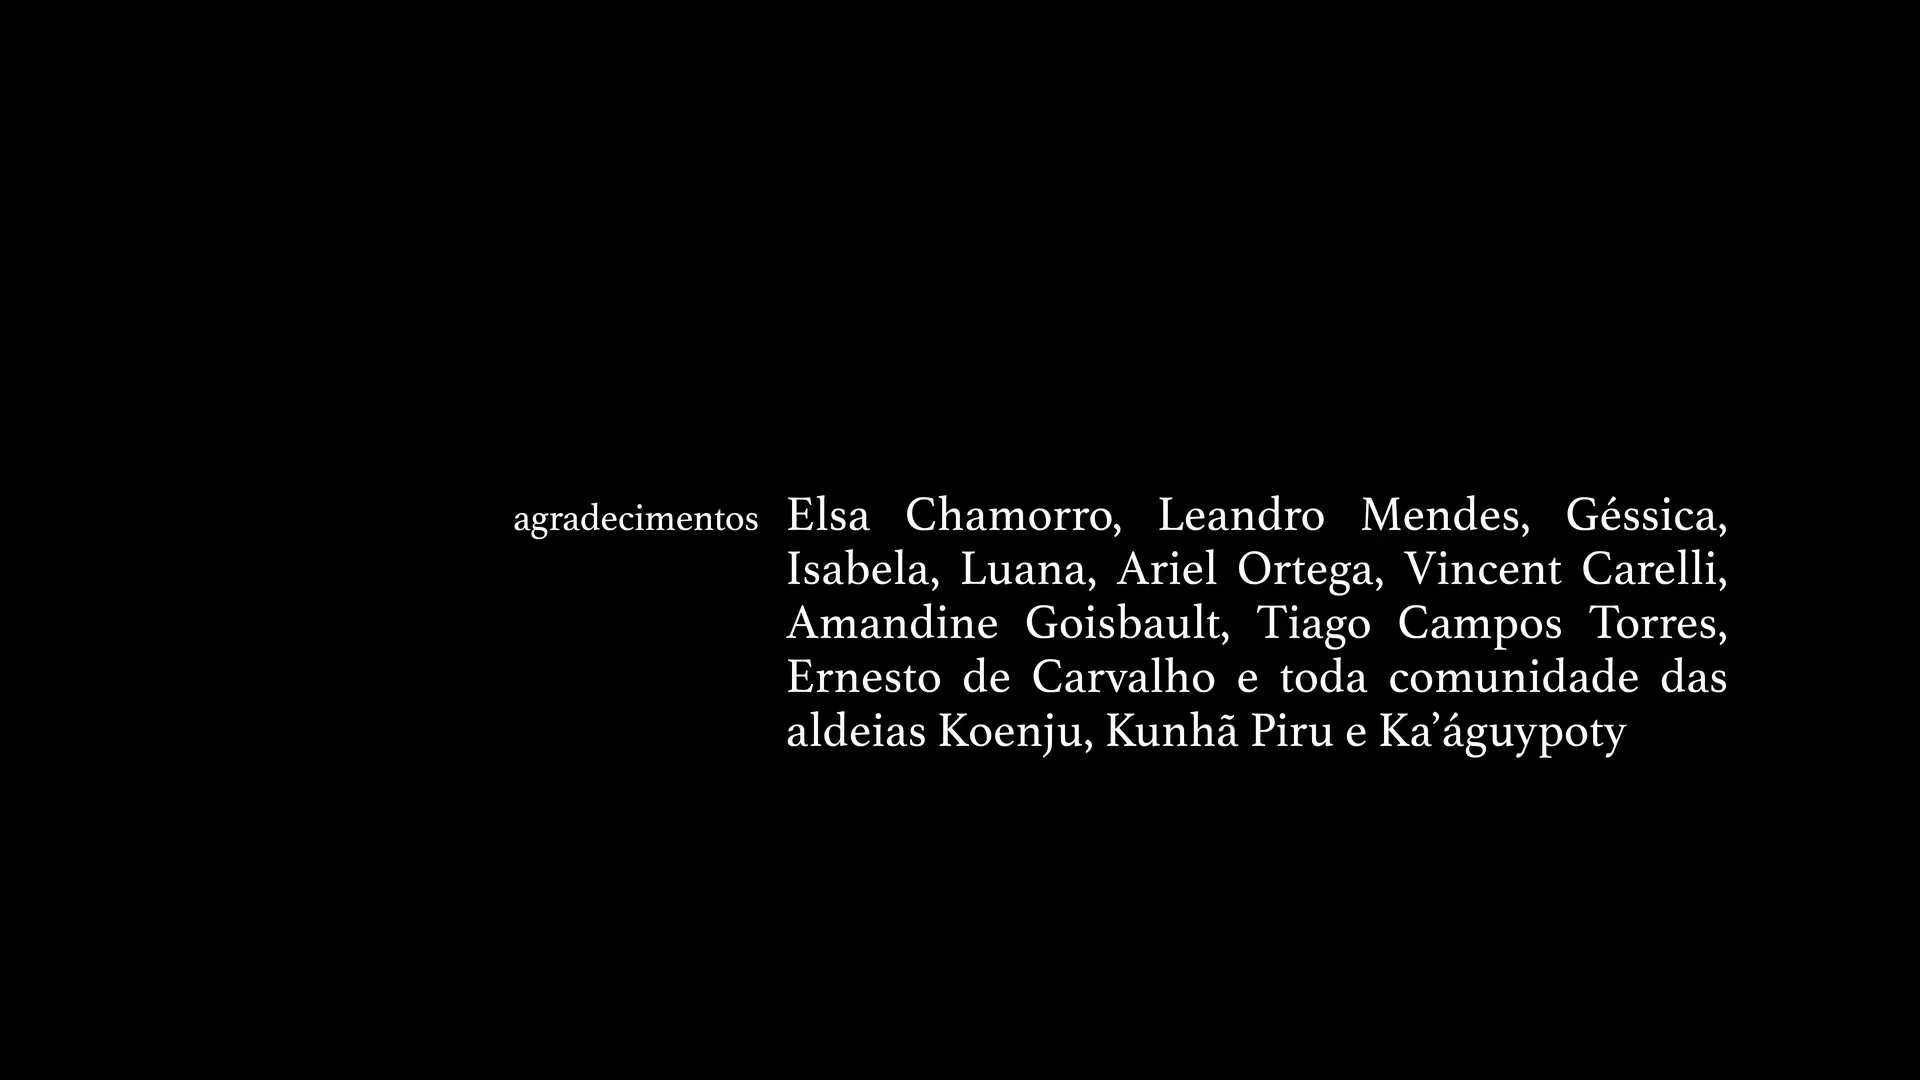 agradecimentos Elsa Chamorro, Leandro Mendes, Géssica,
Isabela, Luana, Ariel Ortega, Vincent Carelli,
Amandine Goisbault, Tiago Campos Torres,
Ernesto de Carvalho e toda comunidade das
aldeias Koenju, Kunhã Piru e Ka’águypoty